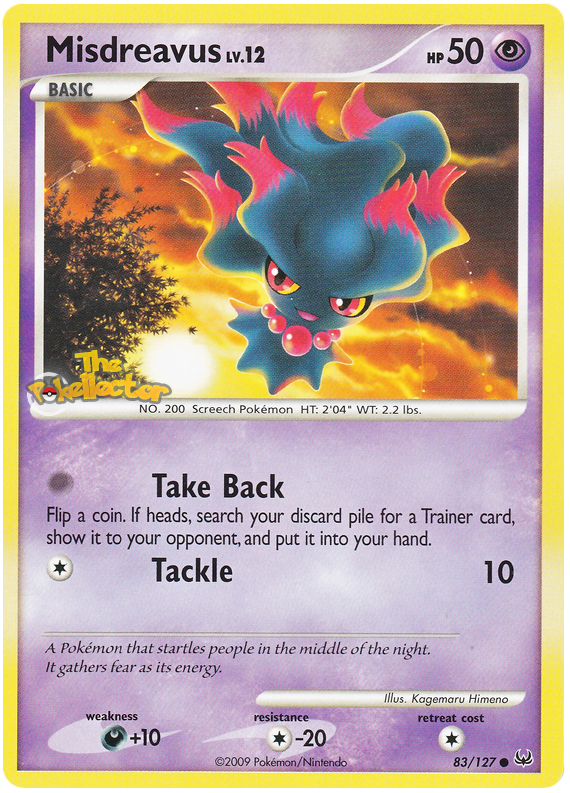 Misdreavus LV.12
HP 50
BASIC
The
Pokellector
NO. 200 Screech Pokémon HT: 2'04" WT: 2.2 lbs.
Take Back
Flip a coin. If heads, search your discard pile for a Trainer card,
show it to your opponent, and put it into your hand.
Tackle 10
A Pokémon that startles people in the middle of the night.
It gathers fear as its energy.
Illus. Kagemaru Himeno
weakness resistance retreat cost
+10 -20
©2009 Pokémon/Nintendo 83/127